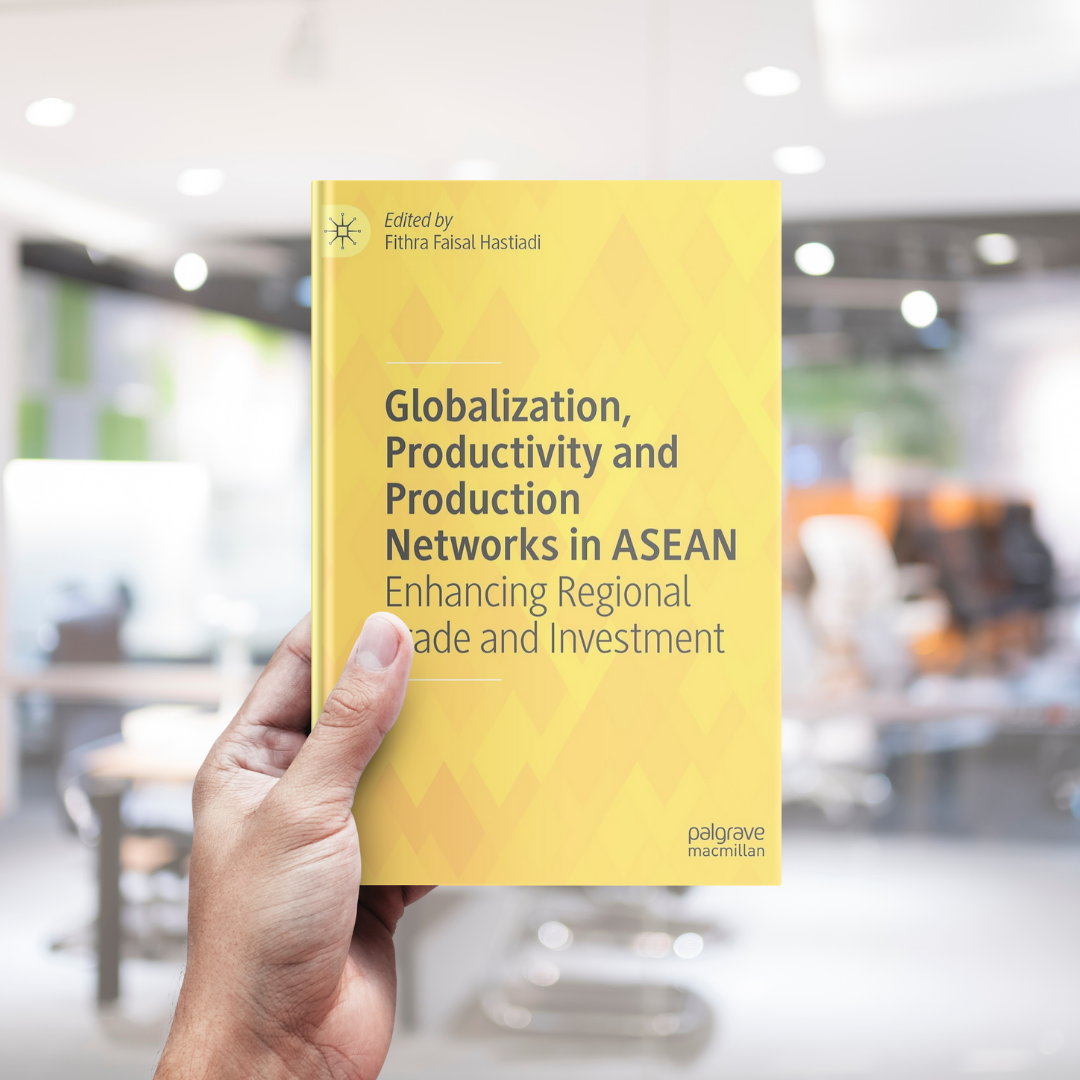 Edited by
Fithra Faisal Hastiadi
Globalization,
Productivity and
Production
Networks in ASEAN
Enhancing Regional
and Investment
palgrave
macmillan